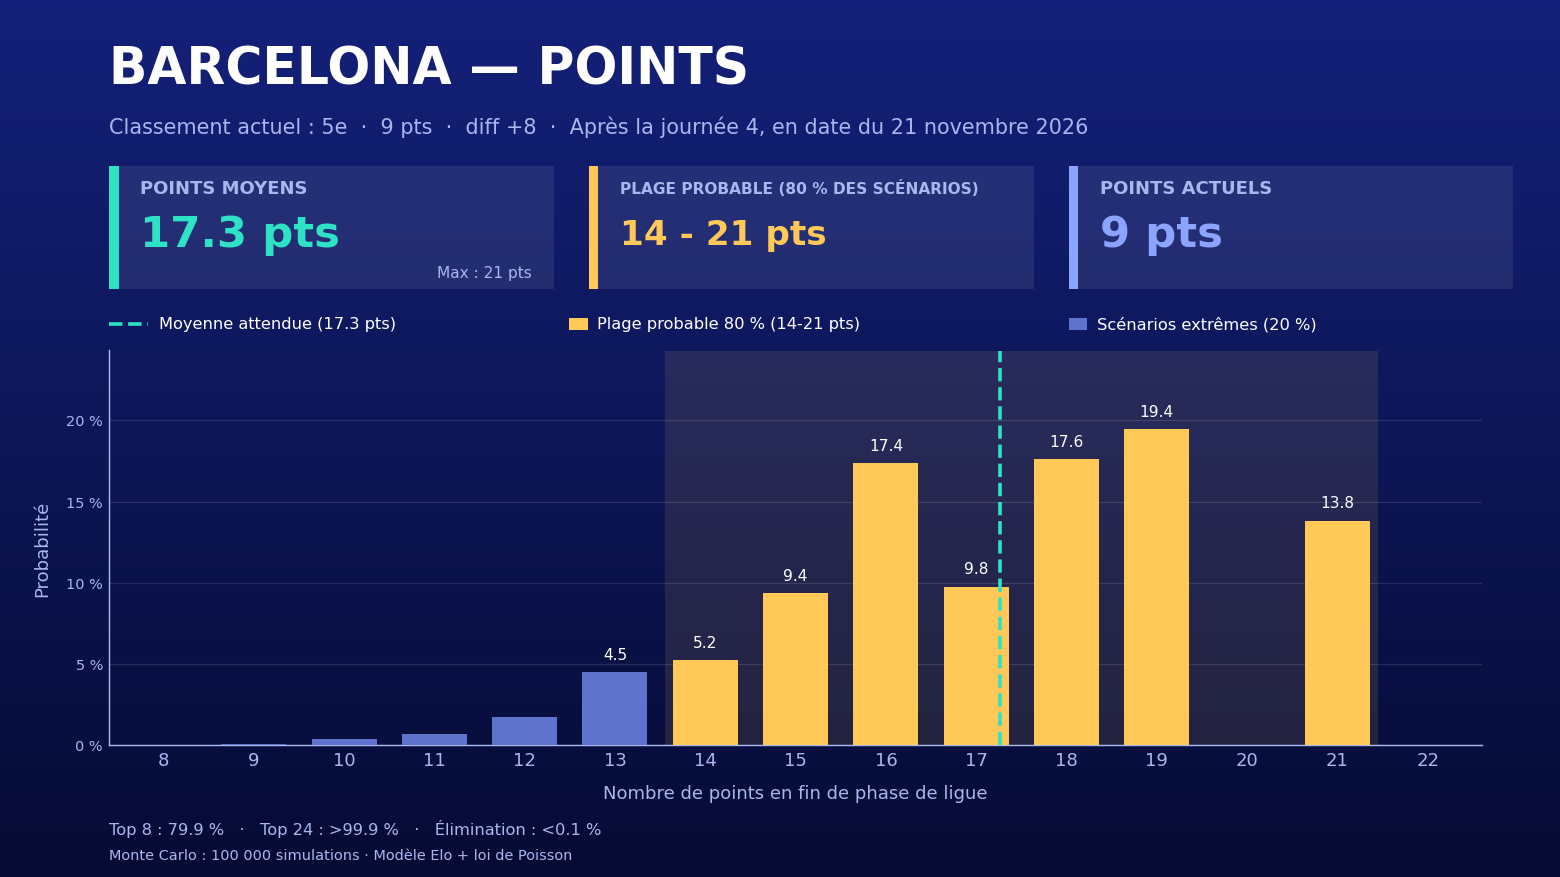 BARCELONA — POINTS
Classement actuel : 5e · 9 pts · diff +8 · Après la journée 4, en date du 21 novembre 2026
POINTS MOYENS
17.3 pts
Max : 21 pts
PLAGE PROBABLE (80 % DES SCÉNARIOS)
14 - 21 pts
POINTS ACTUELS
9 pts
Moyenne attendue (17.3 pts)
Plage probable 80 % (14-21 pts)
Scénarios extrêmes (20 %)
Probabilité
20 %
15 %
10 %
5 %
0 %
4.5
5.2
9.4
17.4
9.8
17.6
19.4
13.8
8 9 10 11 12 13 14 15 16 17 18 19 20 21 22
Nombre de points en fin de phase de ligue
Top 8 : 79.9 % · Top 24 : >99.9 % · Élimination : <0.1 %
Monte Carlo : 100 000 simulations · Modèle Elo + loi de Poisson